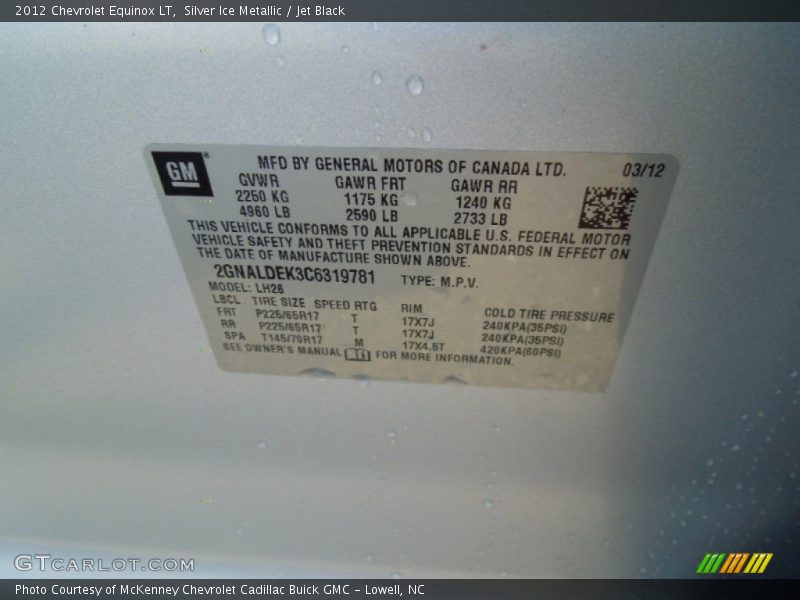 2012 Chevrolet Equinox LT,  Silver Ice Metallic / Jet Black
GM ® MFD BY GENERAL MOTORS OF CANADA LTD. 03/12
GVWR GAWR FRT GAWR RR
2250 KG 1175 KG 1240 KG
4960 LB 2590 LB 2733 LB
THIS VEHICLE CONFORMS TO ALL APPLICABLE U.S. FEDERAL MOTOR
VEHICLE SAFETY AND THEFT PREVENTION STANDARDS IN EFFECT ON
THE DATE OF MANUFACTURE SHOWN ABOVE.
2GNALDEK3C6319781 TYPE: M.P.V.
MODEL: LH26
LBCL TIRE SIZE SPEED RTG RIM COLD TIRE PRESSURE
FRT P225/65R17 T 17X7J 240KPA(35PSI)
RR P225/65R17 T 17X7J 240KPA(35PSI)
SPA T145/70R17 M 17X4.5T 420KPA(60PSI)
SEE OWNER'S MANUAL FOR MORE INFORMATION.
GTCARLOT.COM
Photo Courtesy of McKenney Chevrolet Cadillac Buick GMC – Lowell, NC